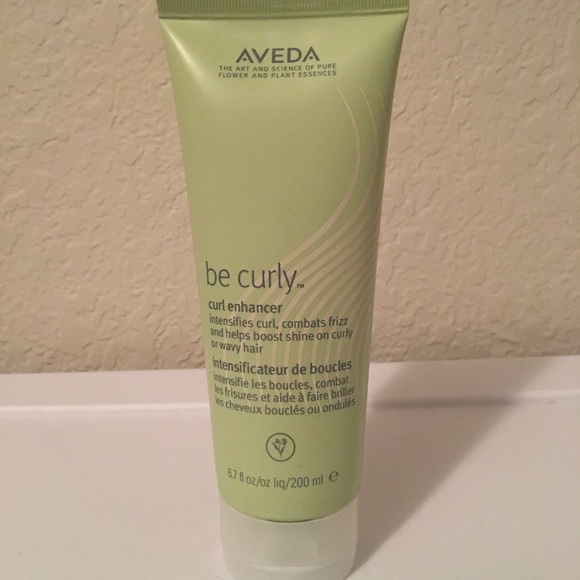 AVEDA
THE ART AND SCIENCE OF PURE
FLOWER AND PLANT ESSENCES
be curly™
curl enhancer
intensifies curl, combats frizz
and helps boost shine on curly
or wavy hair
intensificateur de boucles
intensifie les boucles, combat
les frisures et aide à faire briller
les cheveux bouclés ou ondulés
6.7 fl oz/oz liq/200 ml ℮